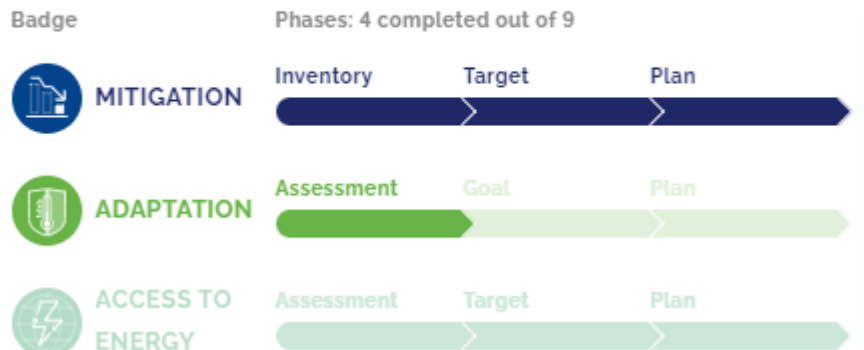 Badge Phases: 4 completed out of 9
Inventory Target Plan
MITIGATION
Assessment Goal Plan
ADAPTATION
ACCESS TO
ENERGY
Assessment Target Plan